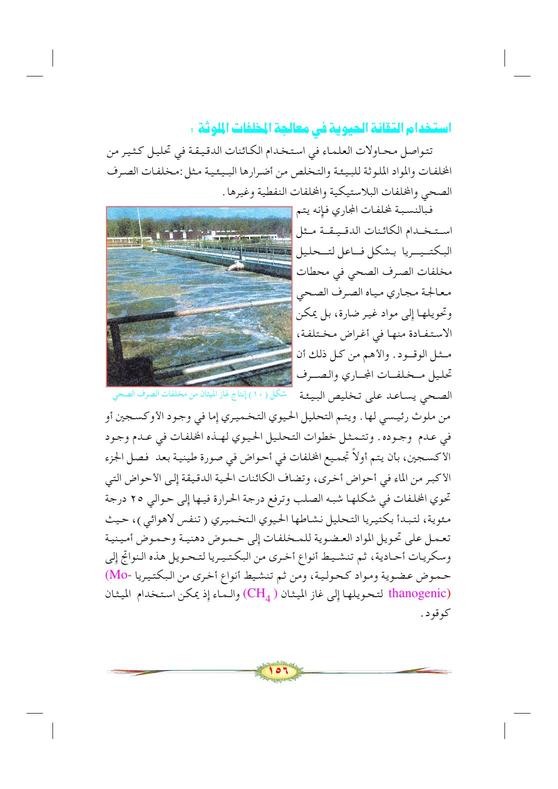 استخدام التقانة الحيوية في معالجة المخلفات الملوثة :
تتواصل محاولات العلماء في استخدام الكائنات الدقيقة في تحليل كثير من
المخلفات والمواد الملوثة للبيئة والتخلص من أضرارها البيئية مثل :مخلفات الصرف
الصحي والمخلفات البلاستيكية والمخلفات النفطية وغيرها .
فبالنسبة لمخلفات المجاري فإنه يتم
استخدام الكائنات الدقيقة مثل
البكتيريا بشكل فاعل لتحليل
مخلفات الصرف الصحي في محطات
معالجة مجاري مياه الصرف الصحي
وتحويلها إلى مواد غير ضارة، بل يمكن
الاستفادة منها في أغراض مختلفة،
مثل الوقود. والأهم من كل ذلك أن
تحليل مخلفات المجاري والصرف
الصحي يساعد على تخليص البيئة
شكل (١٠) إنتاج غاز الميثان من مخلفات الصرف الصحي
من ملوث رئيسي لها. ويتم التحليل الحيوي التخميري إما في وجود الأوكسجين أو
في عدم وجوده. وتتمثل خطوات التحليل الحيوي لهذه المخلفات في عدم وجود
الاكسجين، بأن يتم أولاً تجميع المخلفات في أحواض في صورة طينية بعد فصل الجزء
الأكبر من الماء في أحواض أخرى، وتضاف الكائنات الحية الدقيقة إلى الأحواض التي
تحوي المخلفات في شكلها شبه الصلب وترفع درجة الحرارة فيها إلى حوالي ٢٥ درجة
مئوية، لتبدأ بكتيريا التحليل نشاطها الحيوي التخميري (تنفس لاهوائي)، حيث
تعمل على تحويل المواد العضوية للمخلفات إلى حموض دهنية وحموض أمينية
وسكريات أحادية، ثم تنشيط أنواع أخرى من البكتيريا لتحويل هذه النواتج إلى
حموض عضوية ومواد كحولية، ومن ثم تنشيط أنواع أخرى من البكتيريا (Mo-
thanogenic) لتحويلها إلى غاز الميثان (CH4) والماء إذ يمكن استخدام الميثان
كوقود.
١٥٦